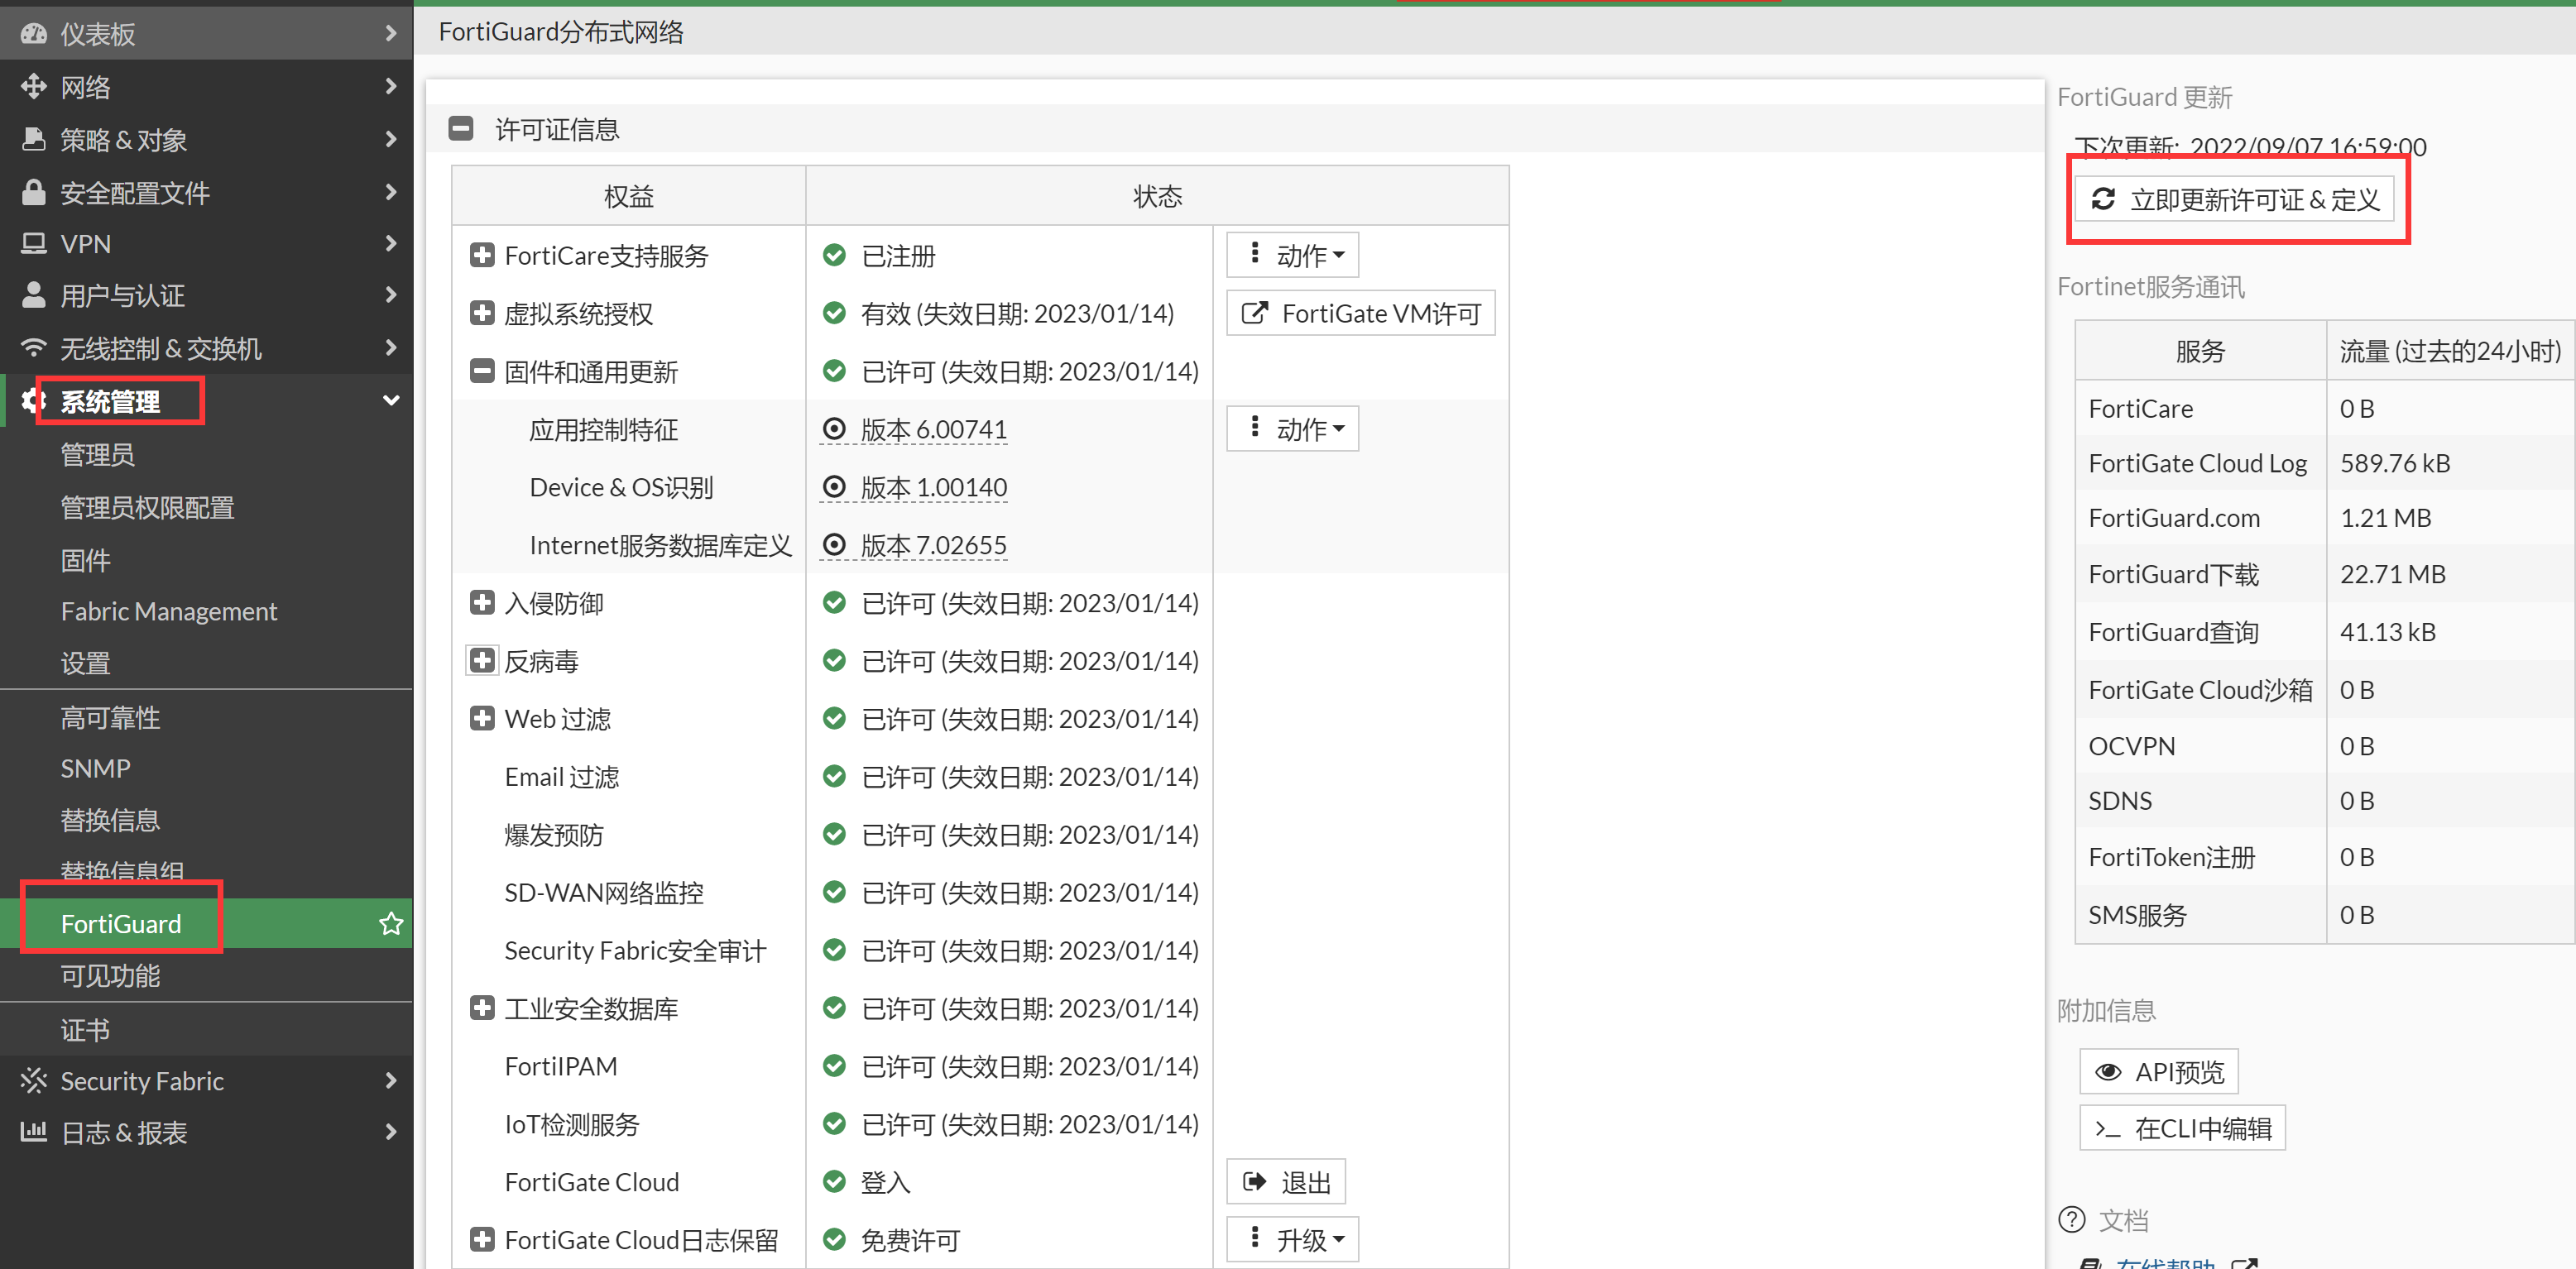 仪表板
网络
策略 & 对象
安全配置文件
VPN
用户与认证
无线控制 & 交换机
系统管理
管理员
管理员权限配置
固件
Fabric Management
设置
高可靠性
SNMP
替换信息
替换信息组
FortiGuard
可见功能
证书
Security Fabric
日志 & 报表
FortiGuard分布式网络
许可证信息
权益 状态
FortiCare支持服务 已注册 动作
虚拟系统授权 有效 (失效日期: 2023/01/14) FortiGate VM许可
固件和通用更新 已许可 (失效日期: 2023/01/14)
应用控制特征 版本 6.00741 动作
Device & OS识别 版本 1.00140
Internet服务数据库定义 版本 7.02655
入侵防御 已许可 (失效日期: 2023/01/14)
反病毒 已许可 (失效日期: 2023/01/14)
Web 过滤 已许可 (失效日期: 2023/01/14)
Email 过滤 已许可 (失效日期: 2023/01/14)
爆发预防 已许可 (失效日期: 2023/01/14)
SD-WAN网络监控 已许可 (失效日期: 2023/01/14)
Security Fabric安全审计 已许可 (失效日期: 2023/01/14)
工业安全数据库 已许可 (失效日期: 2023/01/14)
FortiIPAM 已许可 (失效日期: 2023/01/14)
IoT检测服务 已许可 (失效日期: 2023/01/14)
FortiGate Cloud 登入 退出
FortiGate Cloud日志保留 免费许可 升级
FortiGuard 更新
下次更新: 2022/09/07 16:59:00
立即更新许可证 & 定义
Fortinet服务通讯
服务 流量 (过去的24小时)
FortiCare 0 B
FortiGate Cloud Log 589.76 kB
FortiGuard.com 1.21 MB
FortiGuard下载 22.71 MB
FortiGuard查询 41.13 kB
FortiGate Cloud沙箱 0 B
OCVPN 0 B
SDNS 0 B
FortiToken注册 0 B
SMS服务 0 B
附加信息
API预览
>_ 在CLI中编辑
文档
在线帮助